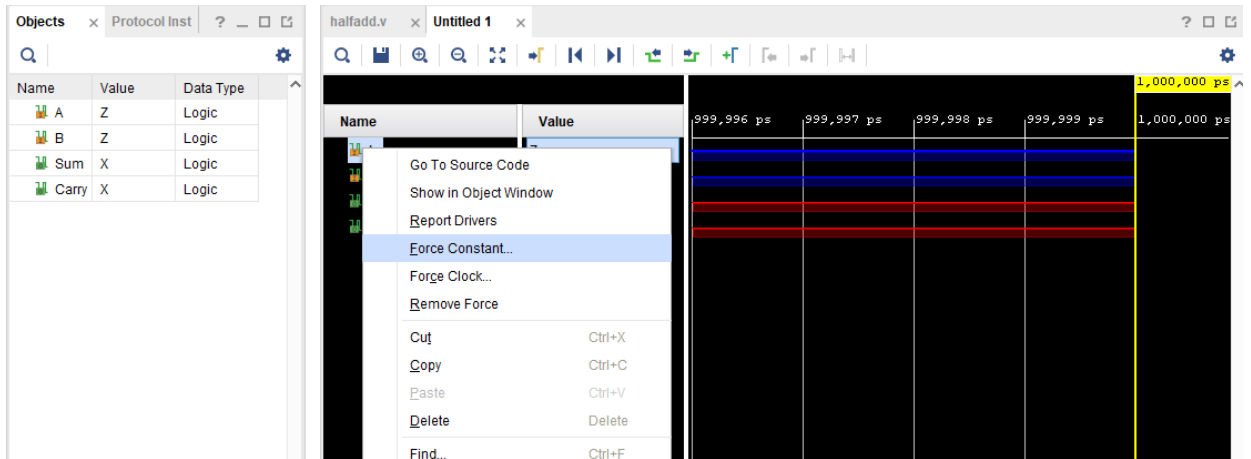 Objects × Protocol Inst ? _
halfadd.v × Untitled 1 × ?
Name Value Data Type
A Z Logic
B Z Logic
Sum X Logic
Carry X Logic
1,000,000 ps
Name Value
999,996 ps 999,997 ps 999,998 ps 999,999 ps 1,000,000 ps
Go To Source Code
Show in Object Window
Report Drivers
Force Constant...
Force Clock...
Remove Force
Cut Ctrl+X
Copy Ctrl+C
Paste Ctrl+V
Delete Delete
Find... Ctrl+F